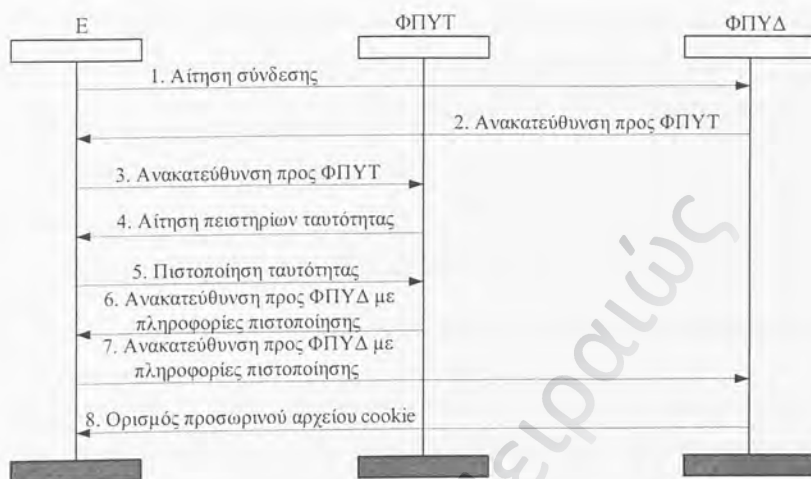 Ε
ΦΠΥΤ
ΦΠΥΔ
1. Αίτηση σύνδεσης
2. Ανακατεύθυνση προς ΦΠΥΤ
3. Ανακατεύθυνση προς ΦΠΥΤ
4. Αίτηση πειστηρίων ταυτότητας
5. Πιστοποίηση ταυτότητας
6. Ανακατεύθυνση προς ΦΠΥΔ με
πληροφορίες πιστοποίησης
7. Ανακατεύθυνση προς ΦΠΥΔ με
πληροφορίες πιστοποίησης
8. Ορισμός προσωρινού αρχείου cookie